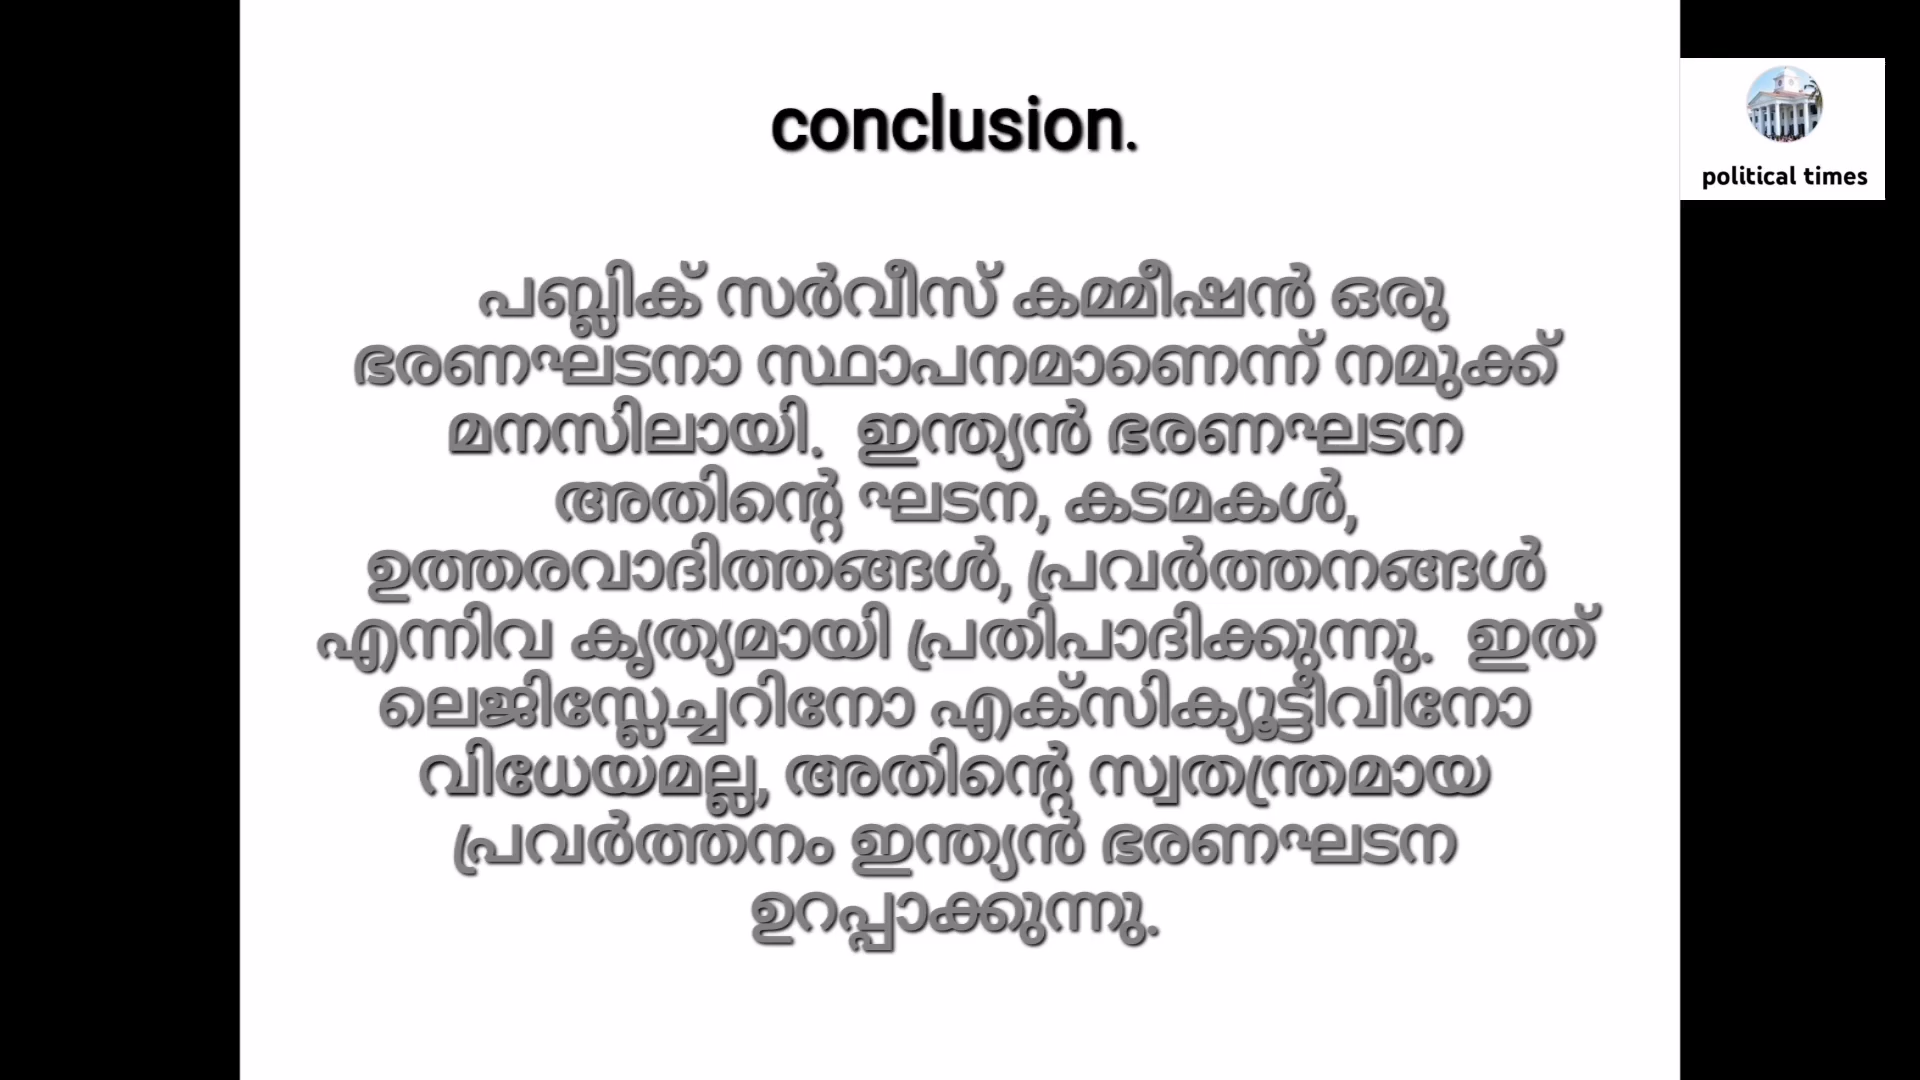 conclusion.
political times
പബ്ലിക് സർവീസ് കമ്മീഷൻ ഒരു
ഭരണഘടനാ സ്ഥാപനമാണെന്ന് നമുക്ക്
മനസിലായി.  ഇന്ത്യൻ ഭരണഘടന
അതിന്റെ ഘടന, കടമകൾ,
ഉത്തരവാദിത്തങ്ങൾ, പ്രവർത്തനങ്ങൾ
എന്നിവ കൃത്യമായി പ്രതിപാദിക്കുന്നു.  ഇത്
ലെജിസ്ലേച്ചറിനോ എക്സിക്യൂട്ടീവിനോ
വിധേയമല്ല, അതിന്റെ സ്വതന്ത്രമായ
പ്രവർത്തനം ഇന്ത്യൻ ഭരണഘടന
ഉറപ്പാക്കുന്നു.